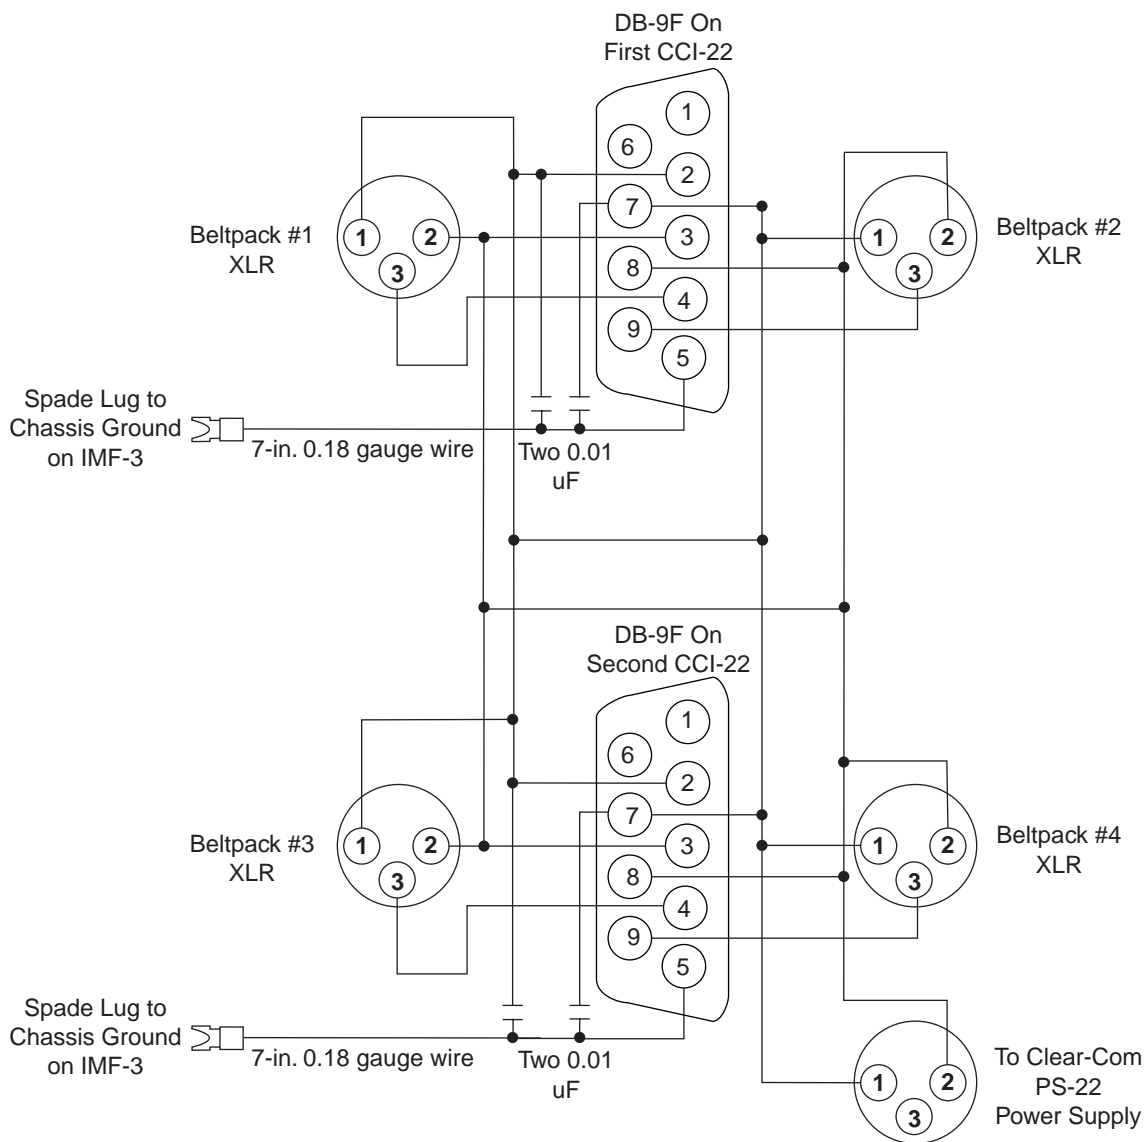 DB-9F On
First CCI-22
1
6
2
7
3
8
4
9
5
Beltpack #1
XLR
1
2
3
Beltpack #2
XLR
1
2
3
Spade Lug to
Chassis Ground
on IMF-3
7-in. 0.18 gauge wire
Two 0.01
uF
DB-9F On
Second CCI-22
1
6
2
7
3
8
4
9
5
Beltpack #3
XLR
1
2
3
Beltpack #4
XLR
1
2
3
Spade Lug to
Chassis Ground
on IMF-3
7-in. 0.18 gauge wire
Two 0.01
uF
1
2
3
To Clear-Com
PS-22
Power Supply